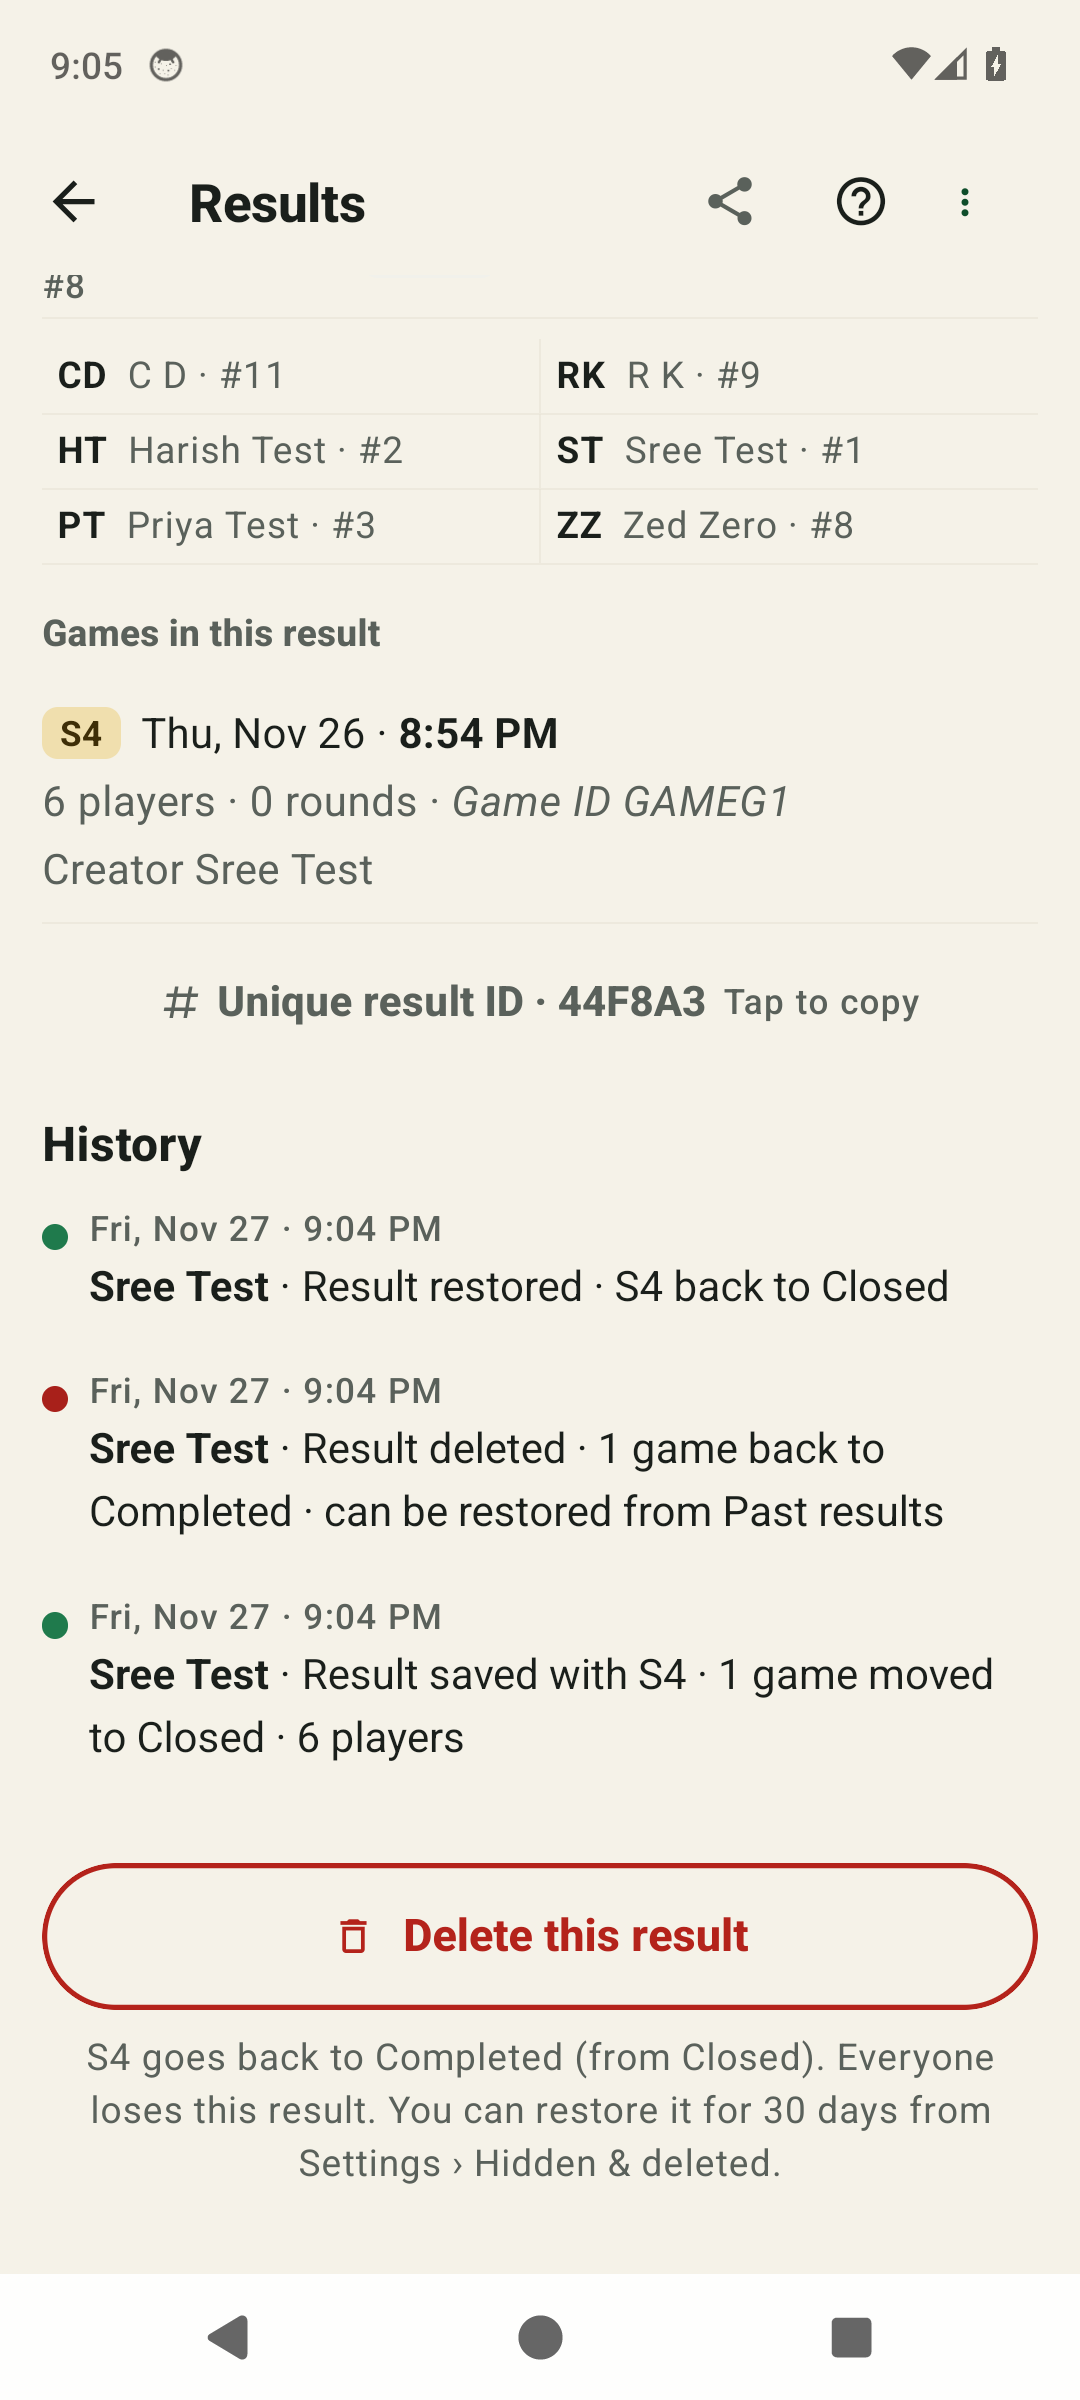 9:05
Results
#8
CD C D · #11
RK R K · #9
HT Harish Test · #2
ST Sree Test · #1
PT Priya Test · #3
ZZ Zed Zero · #8
Games in this result
S4 Thu, Nov 26 · 8:54 PM
6 players · 0 rounds · Game ID GAMEG1
Creator Sree Test
# Unique result ID · 44F8A3 Tap to copy
History
Fri, Nov 27 · 9:04 PM
Sree Test · Result restored · S4 back to Closed
Fri, Nov 27 · 9:04 PM
Sree Test · Result deleted · 1 game back to
Completed · can be restored from Past results
Fri, Nov 27 · 9:04 PM
Sree Test · Result saved with S4 · 1 game moved
to Closed · 6 players
Delete this result
S4 goes back to Completed (from Closed). Everyone
loses this result. You can restore it for 30 days from
Settings › Hidden & deleted.